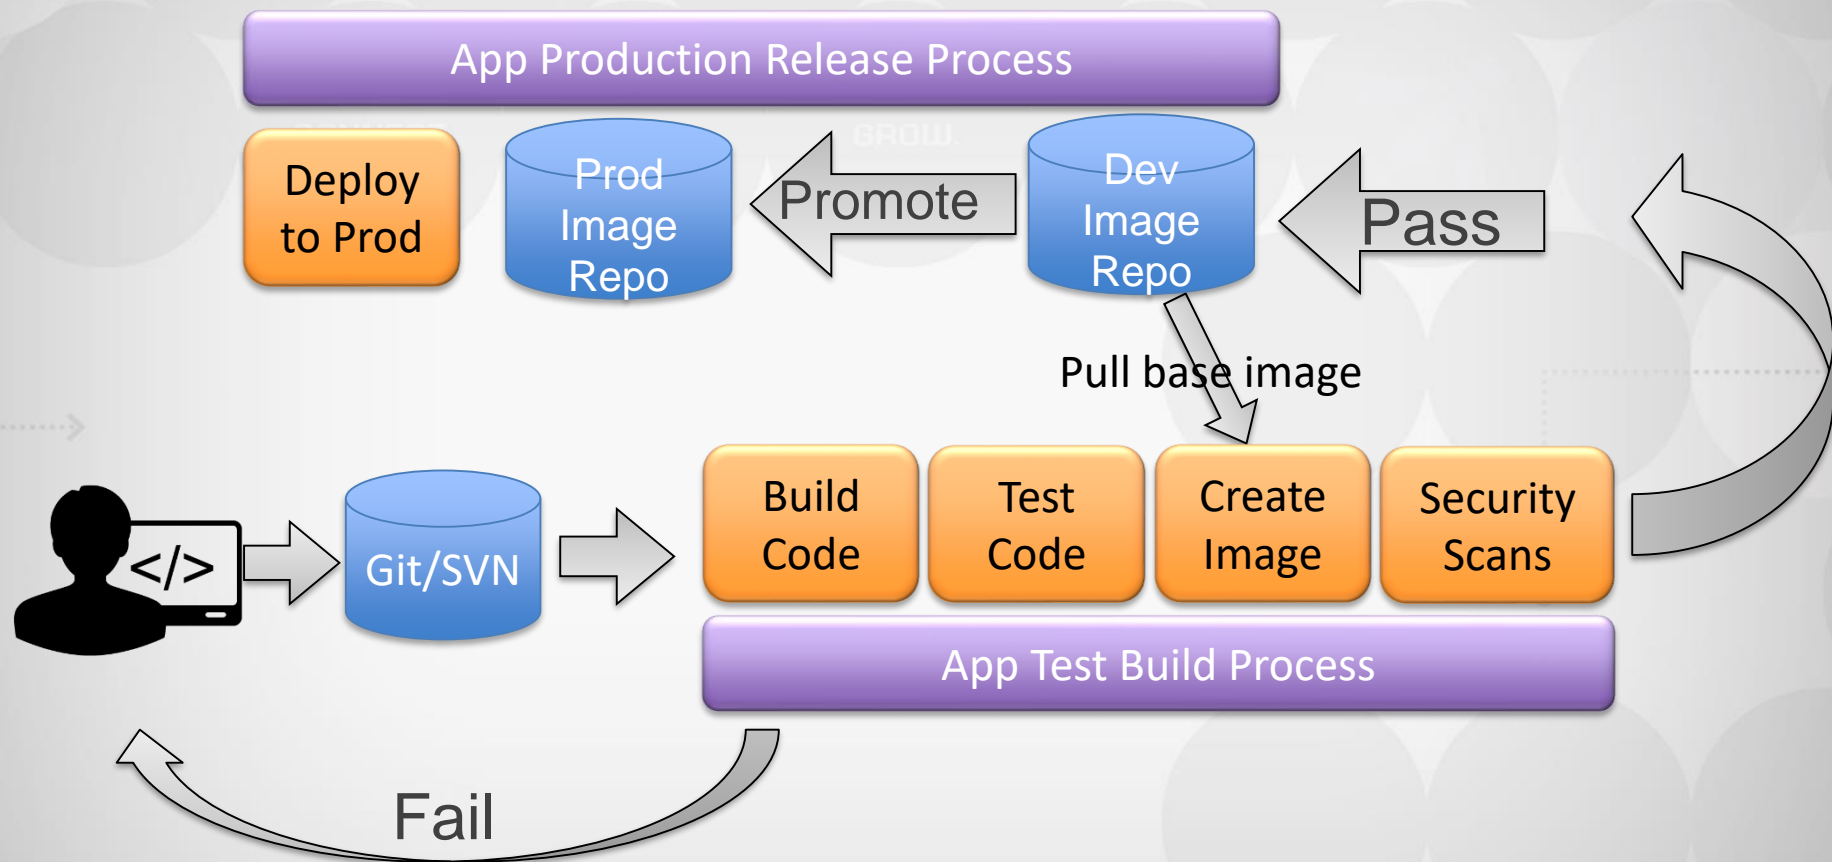 App Production Release Process
GROW.
Deploy
to Prod
Prod
Image
Repo
Promote
Dev
Image
Repo
Pass
Pull base image
</>
Git/SVN
Build
Code
Test
Code
Create
Image
Security
Scans
App Test Build Process
Fail